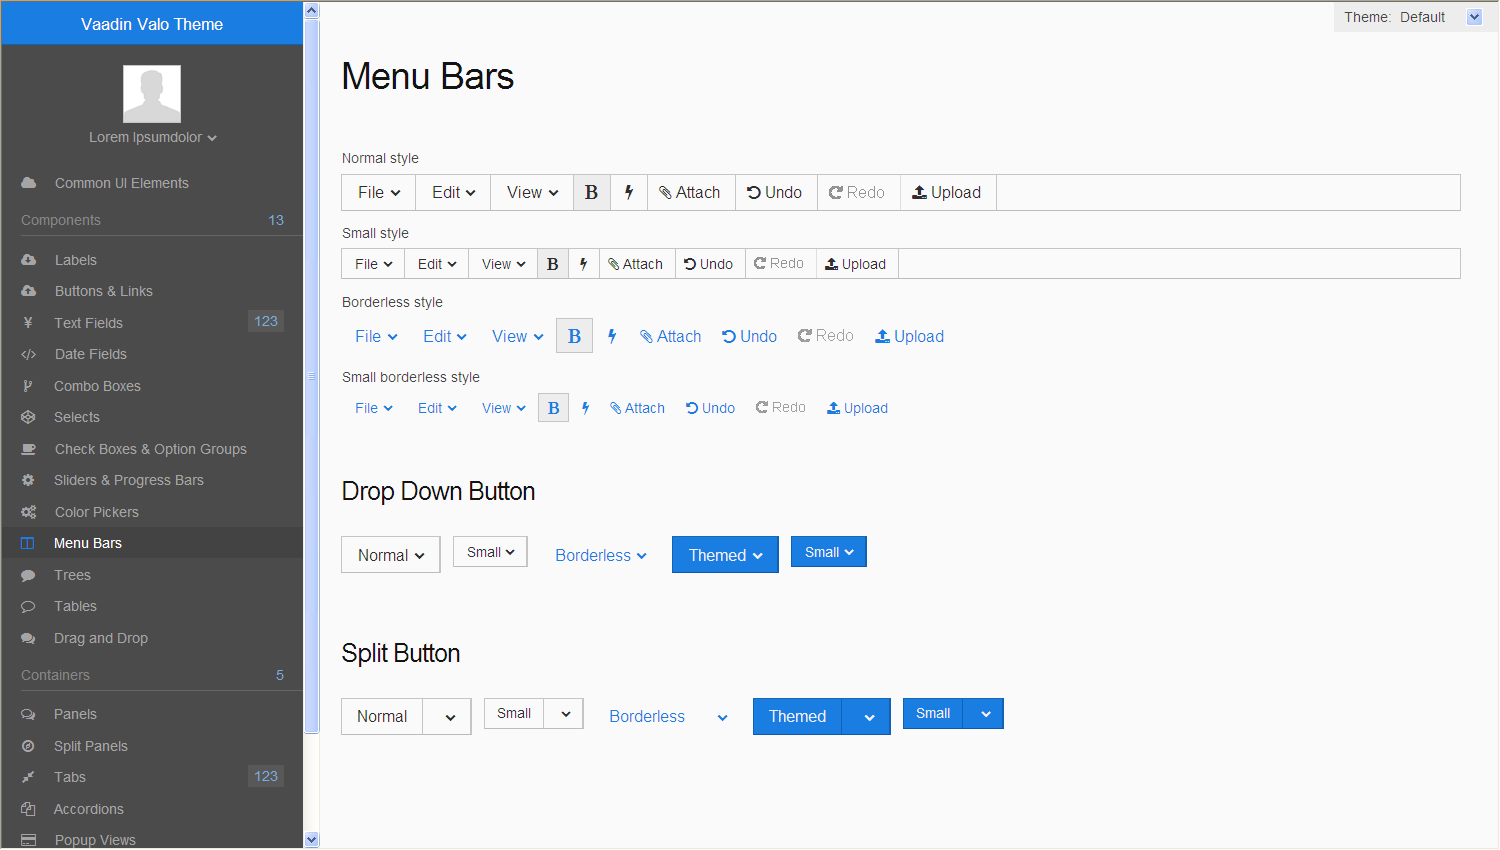 Vaadin Valo Theme
Lorem Ipsumdolor
Common UI Elements
Components 13
Labels
Buttons & Links
Text Fields 123
Date Fields
Combo Boxes
Selects
Check Boxes & Option Groups
Sliders & Progress Bars
Color Pickers
Menu Bars
Trees
Tables
Drag and Drop
Containers 5
Panels
Split Panels
Tabs 123
Accordions
Popup Views
Theme: Default
Menu Bars
Normal style
File Edit View B Attach Undo Redo Upload
Small style
File Edit View B Attach Undo Redo Upload
Borderless style
File Edit View B Attach Undo Redo Upload
Small borderless style
File Edit View B Attach Undo Redo Upload
Drop Down Button
Normal Small Borderless Themed Small
Split Button
Normal Small Borderless Themed Small